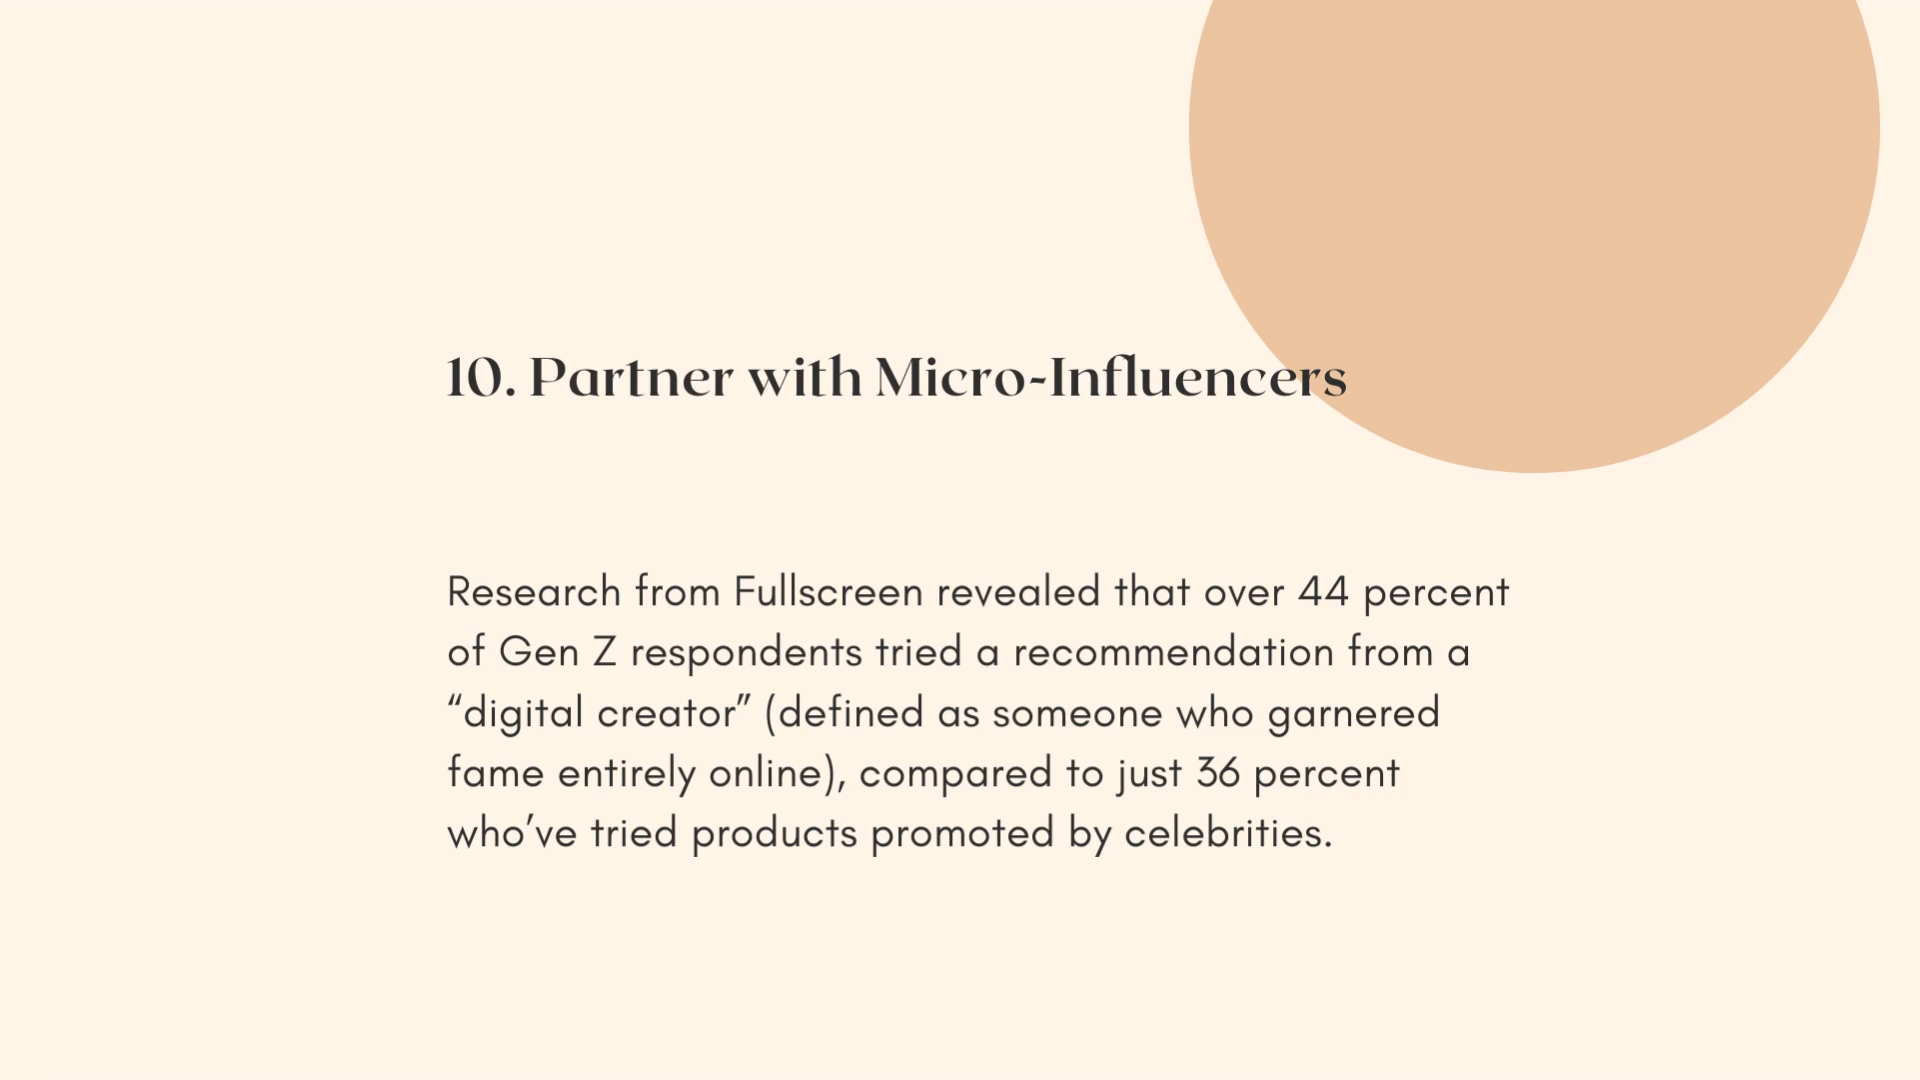 10. Partner with Micro-Influencers
Research from Fullscreen revealed that over 44 percent
of Gen Z respondents tried a recommendation from a
“digital creator” (defined as someone who garnered
fame entirely online), compared to just 36 percent
who’ve tried products promoted by celebrities.